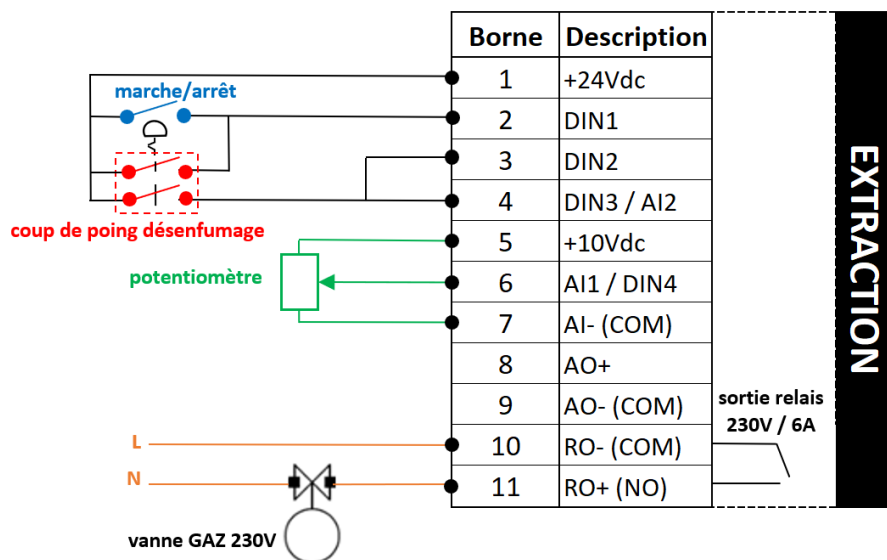 Borne Description
1 +24Vdc
marche/arrêt
2 DIN1
3 DIN2
4 DIN3 / AI2
coup de poing désenfumage
5 +10Vdc
potentiomètre
6 AI1 / DIN4
7 AI- (COM)
8 AO+
9 AO- (COM)
sortie relais
230V / 6A
L
10 RO- (COM)
N
11 RO+ (NO)
vanne GAZ 230V
EXTRACTION